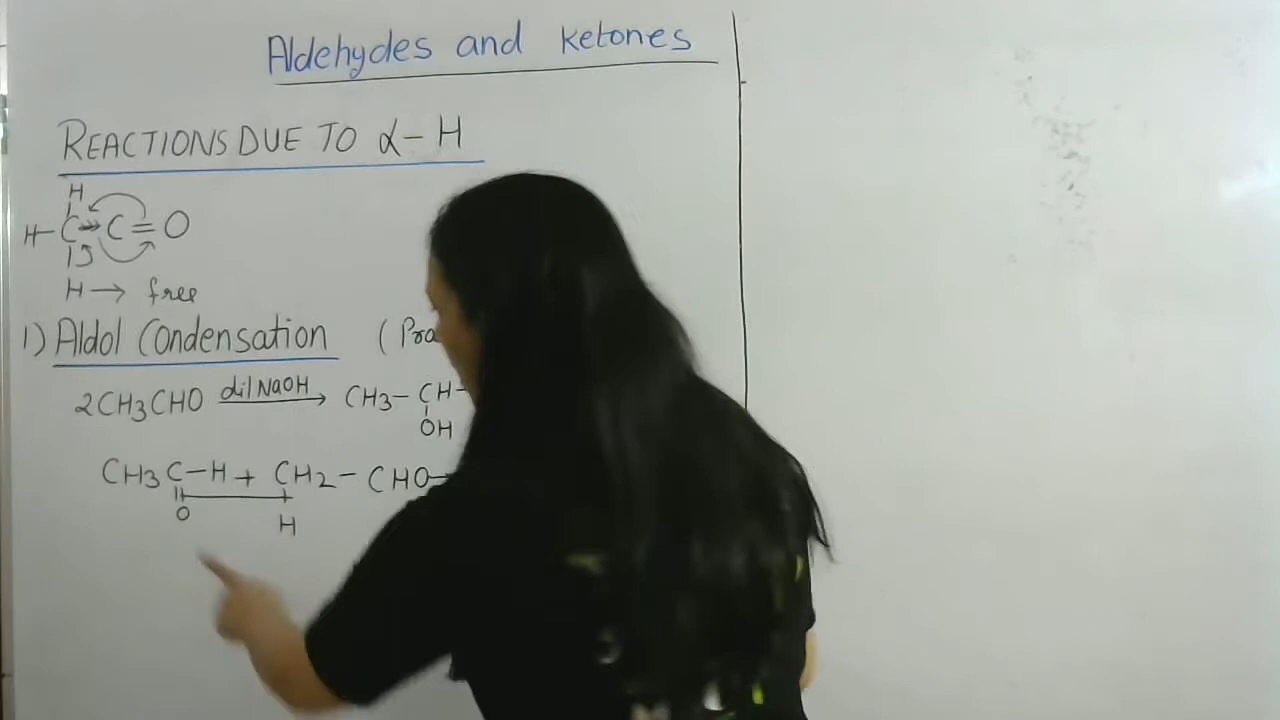 Aldehydes and ketones
REACTIONS DUE TO α-H
H
H-C C=O
H → free
1) Aldol Condensation (
2CH3CHO dil NaOH → CH3-CH-
OH
CH3C-H + CH2-CHO-
O H